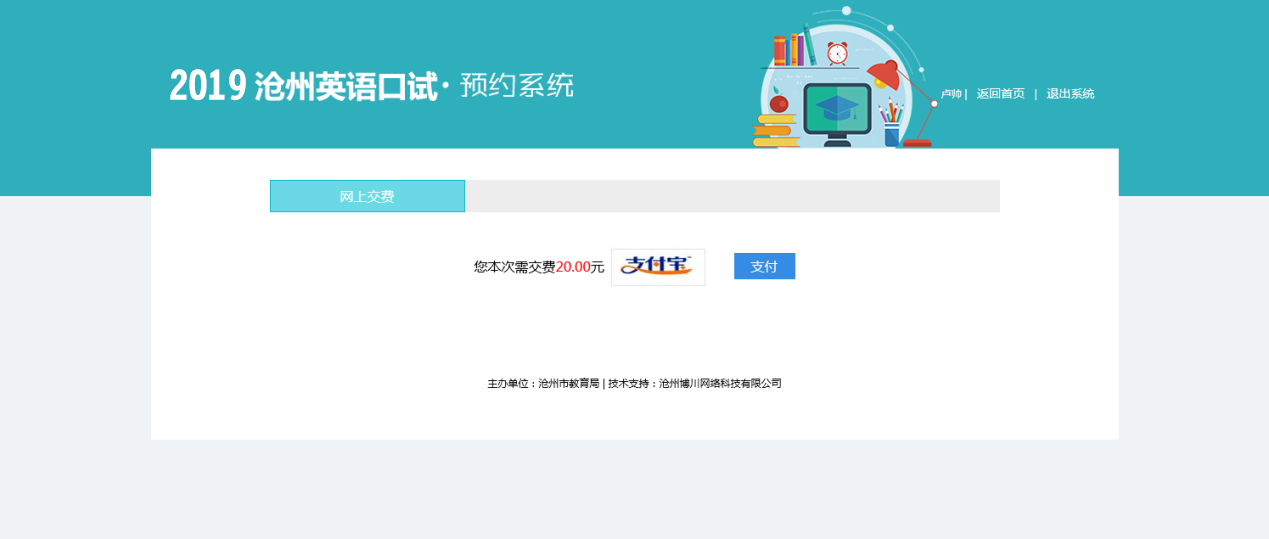 2019 沧州英语口试·预约系统
卢帅 | 返回首页 | 退出系统
网上交费
您本次需交费20.00元 支付宝 支付
主办单位：沧州市教育局 | 技术支持：沧州博川网络科技有限公司